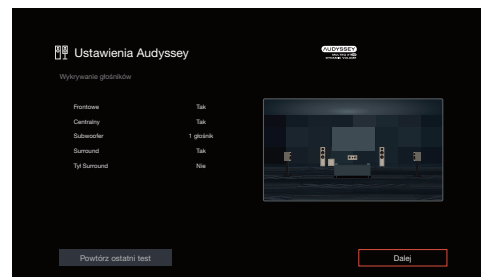 Ustawienia Audyssey
AUDYSSEY
Wykrywanie głośników
Frontowe Tak
Centralny Tak
Subwoofer 1 głośnik
Surround Tak
Tył Surround Nie
Powtórz ostatni test Dalej